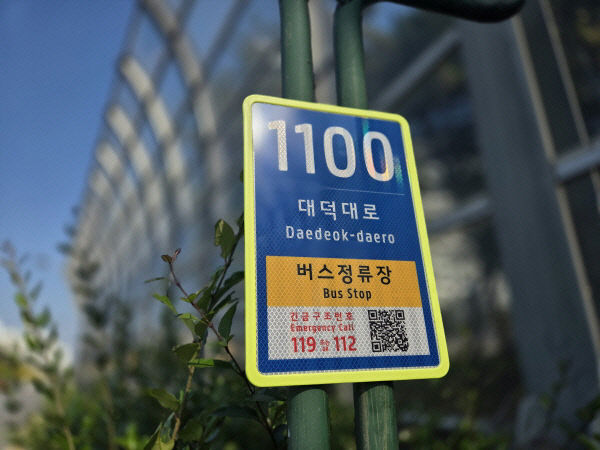 1100
대덕대로
Daedeok-daero
버스정류장
Bus Stop
긴급구조번호
Emergency Call
119 및 112